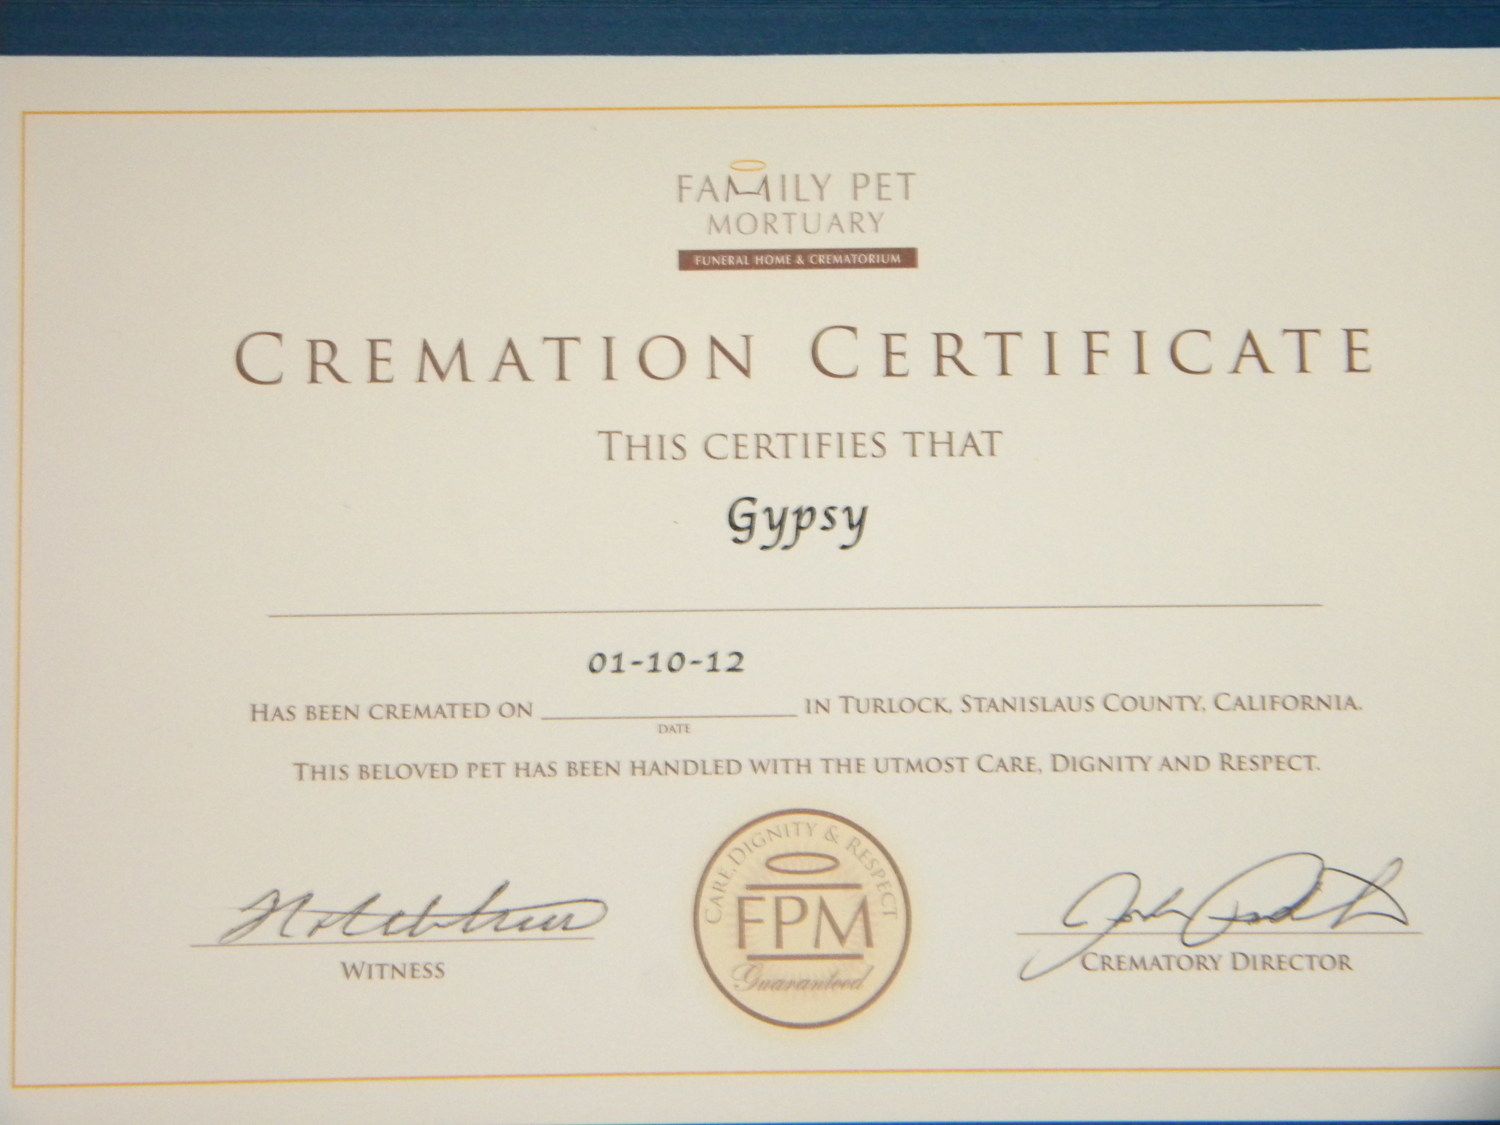 FAMILY PET
MORTUARY
FUNERAL HOME & CREMATORIUM
CREMATION CERTIFICATE
THIS CERTIFIES THAT
Gypsy
01-10-12
HAS BEEN CREMATED ON IN TURLOCK, STANISLAUS COUNTY, CALIFORNIA.
DATE
THIS BELOVED PET HAS BEEN HANDLED WITH THE UTMOST CARE, DIGNITY AND RESPECT.
CARE, DIGNITY & RESPECT
FPM
Guaranteed
WITNESS
CREMATORY DIRECTOR